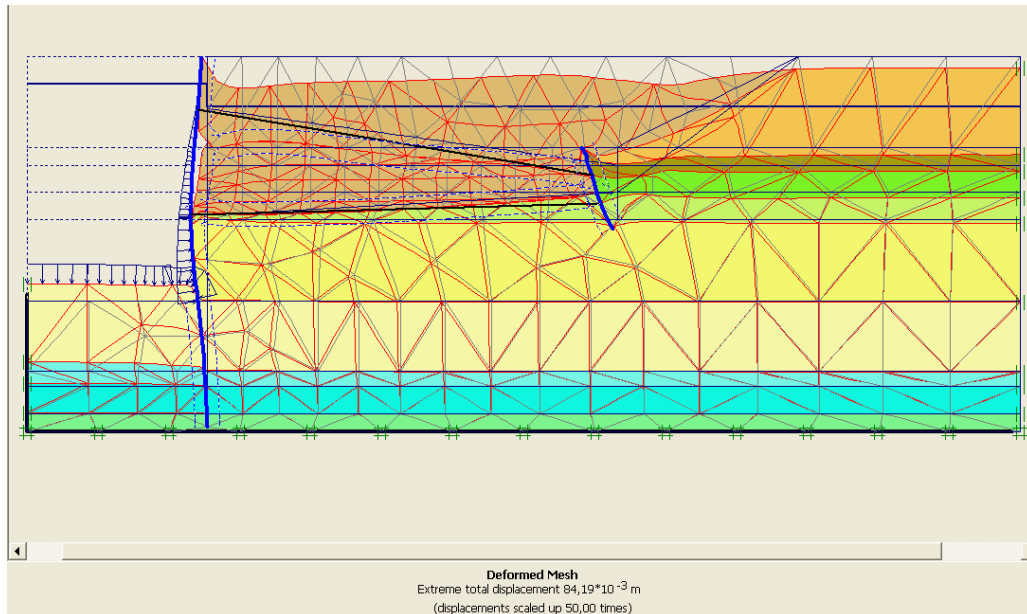 Deformed Mesh
Extreme total displacement 84,19*10 -3 m
(displacements scaled up 50,00 times)